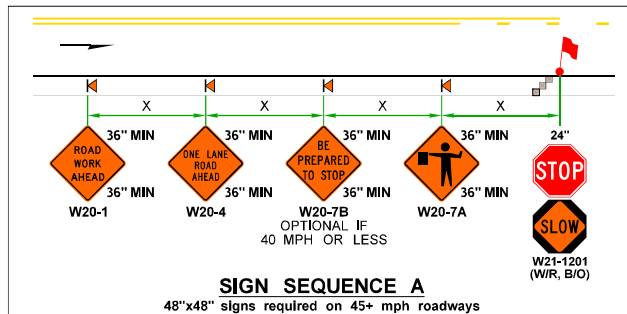 X X X X
36" MIN 36" MIN 36" MIN 36" MIN 24"
ROAD
WORK
AHEAD
ONE LANE
ROAD
AHEAD
BE
PREPARED
TO STOP
STOP
36" MIN 36" MIN 36" MIN 36" MIN
SLOW
W20-1 W20-4 W20-7B W20-7A
OPTIONAL IF
40 MPH OR LESS
W21-1201
(W/R, B/O)
SIGN SEQUENCE A
48"x48" signs required on 45+ mph roadways